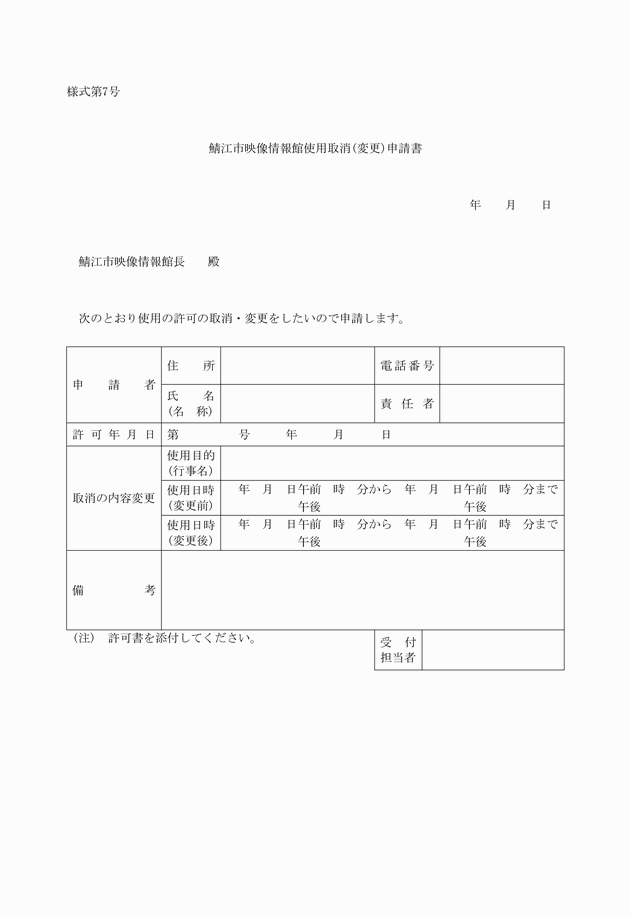 様式第7号
鯖江市映像情報館使用取消(変更)申請書
年　　月　　日
鯖江市映像情報館長　　殿
次のとおり使用の許可の取消・変更をしたいので申請します。
申　請　者
住　　所
電話番号
氏　　名
(名　称)
責 任 者
許可年月日
第　　　　　号　　　年　　　月　　　日
取消の内容変更
使用目的
(行事名)
使用日時
(変更前)
年　月　日午前　時　分から　年　月　日午前　時　分まで
午後　　　　　　　　　　　　午後
使用日時
(変更後)
年　月　日午前　時　分から　年　月　日午前　時　分まで
午後　　　　　　　　　　　　午後
備　　　　　考
(注)　許可書を添付してください。
受　付
担当者